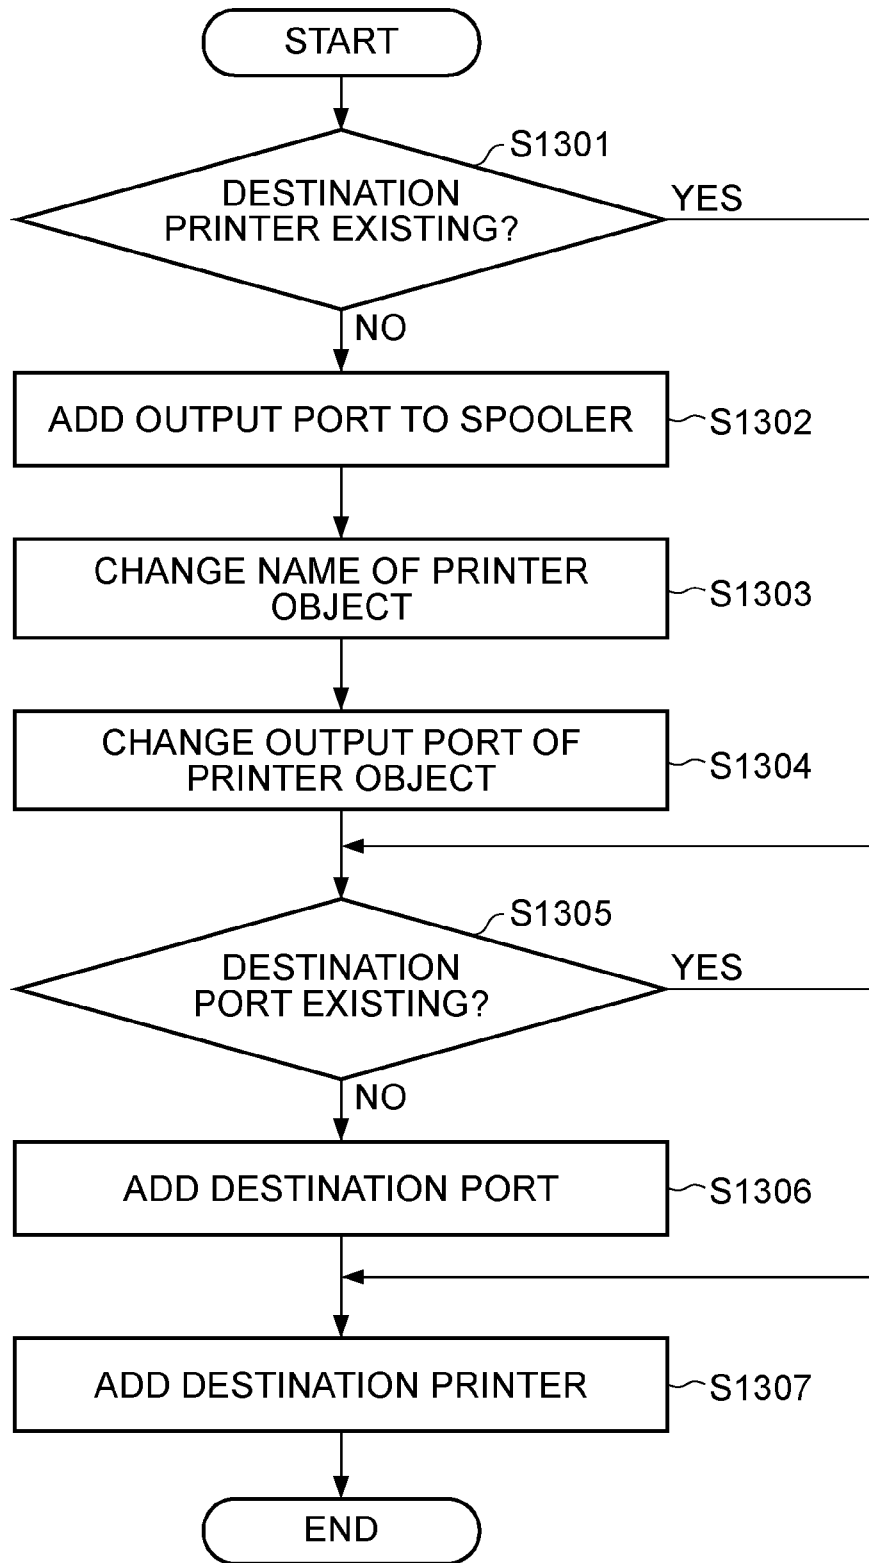 START
S1301
DESTINATION
PRINTER EXISTING?
YES
NO
ADD OUTPUT PORT TO SPOOLER
S1302
CHANGE NAME OF PRINTER
OBJECT
S1303
CHANGE OUTPUT PORT OF
PRINTER OBJECT
S1304
S1305
DESTINATION
PORT EXISTING?
YES
NO
ADD DESTINATION PORT
S1306
ADD DESTINATION PRINTER
S1307
END